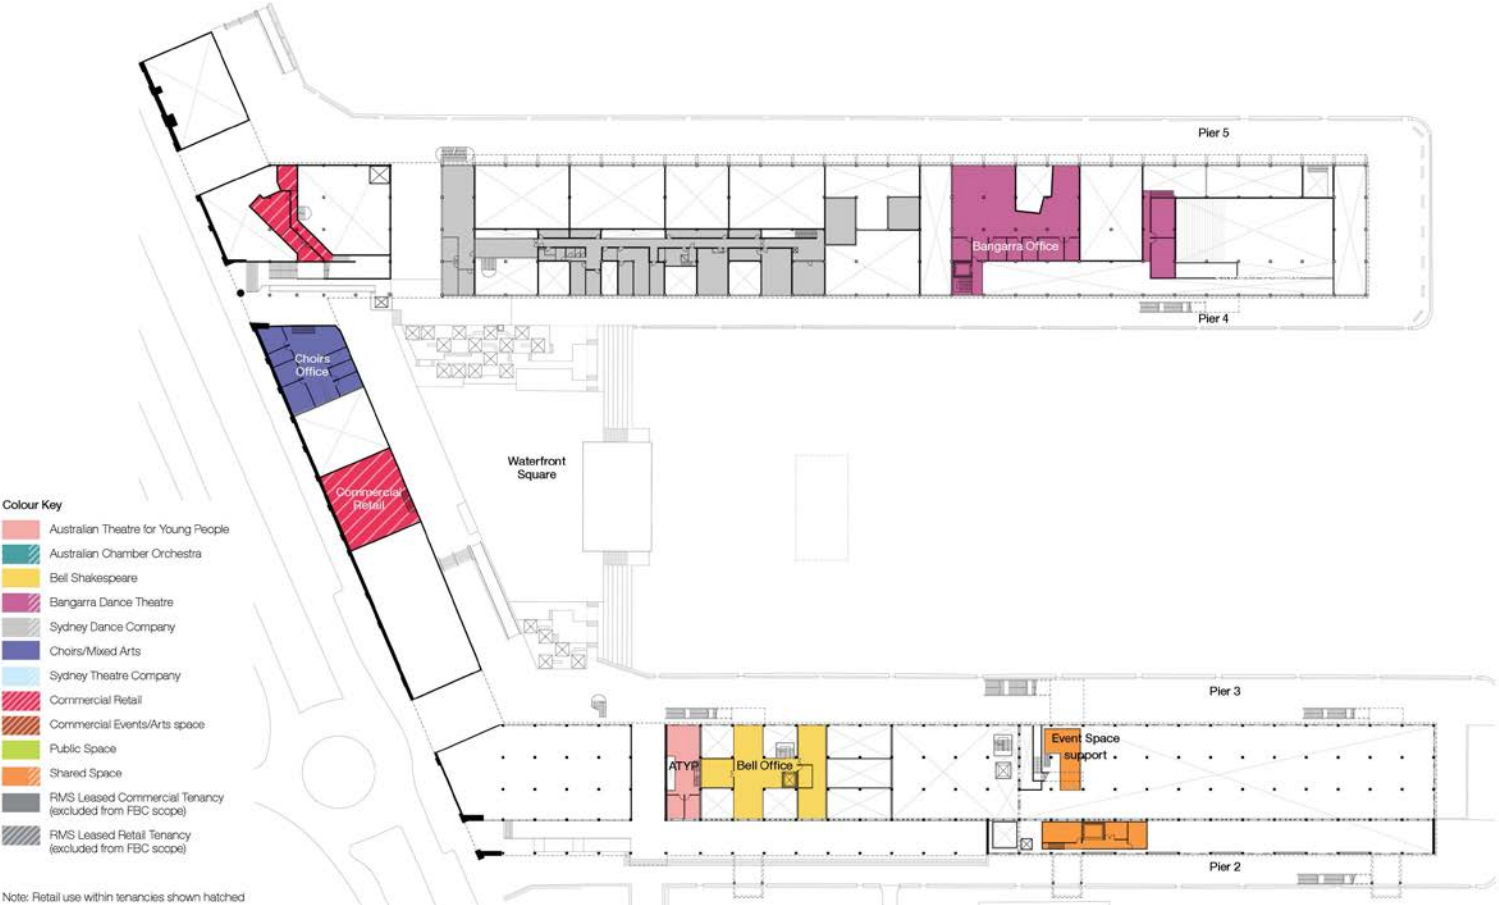 Pier 5
Bangarra Office
Pier 4
Choirs
Office
Waterfront
Square
Commercial
Retail
Colour Key
Australian Theatre for Young People
Australian Chamber Orchestra
Bell Shakespeare
Bangarra Dance Theatre
Sydney Dance Company
Choirs/Mixed Arts
Sydney Theatre Company
Commercial Retail
Commercial Events/Arts space
Public Space
Shared Space
RMS Leased Commercial Tenancy
(excluded from FBC scope)
RMS Leased Retail Tenancy
(excluded from FBC scope)
Note: Retail use within tenancies shown hatched
Pier 3
Event Space
support
ATYP
Bell Office
Pier 2